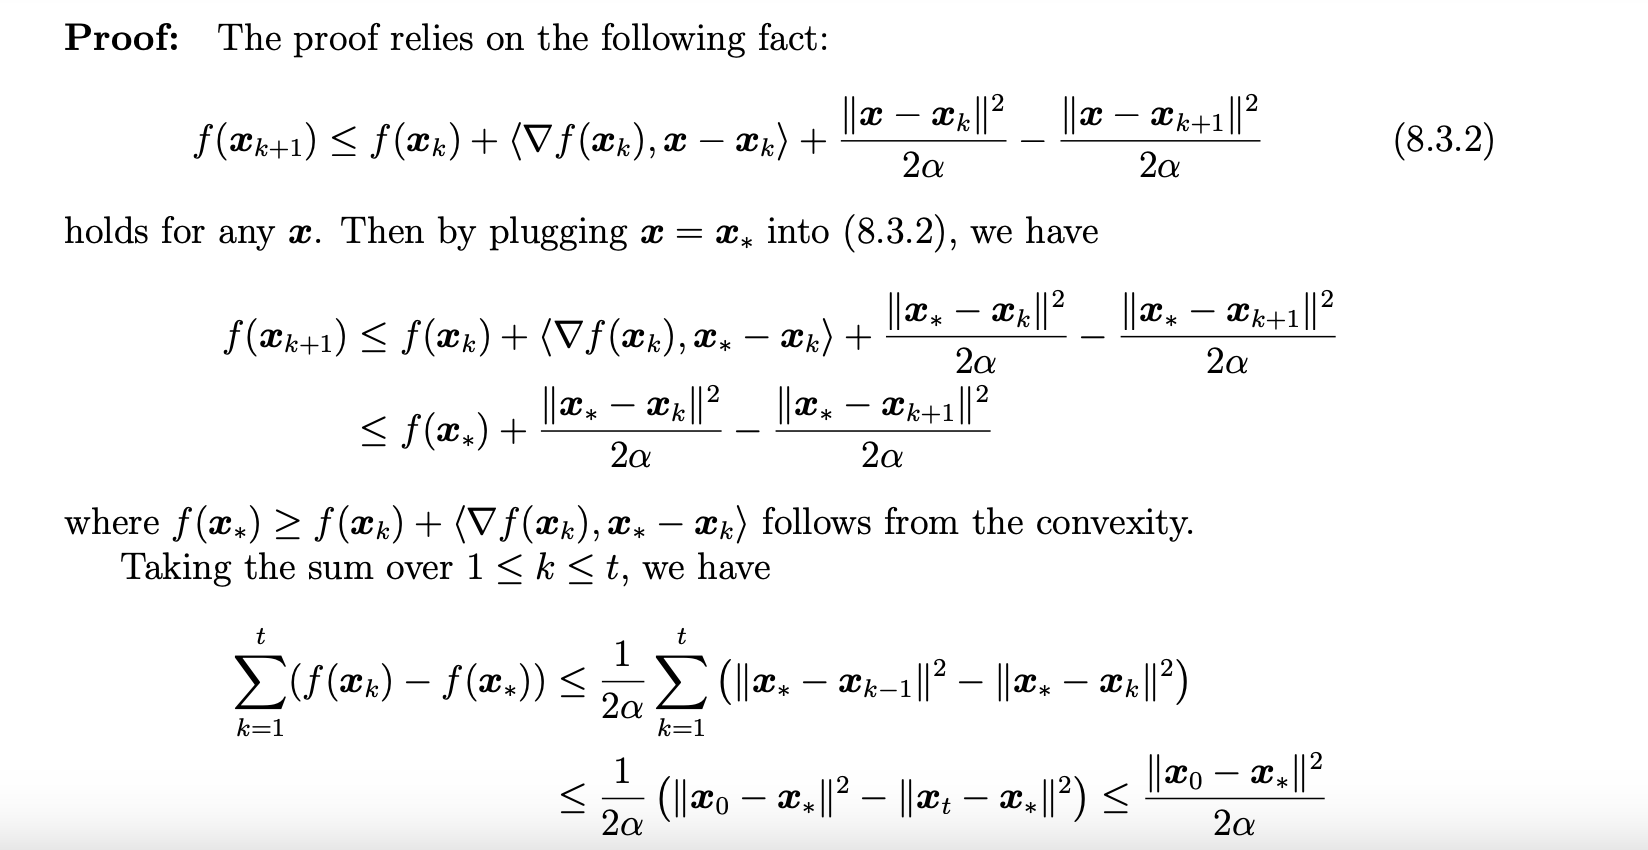 Proof: The proof relies on the following fact:
f(x_{k+1}) ≤ f(x_k) + ⟨∇f(x_k), x − x_k⟩ + ‖x − x_k‖²/2α − ‖x − x_{k+1}‖²/2α (8.3.2)
holds for any x. Then by plugging x = x_* into (8.3.2), we have
f(x_{k+1}) ≤ f(x_k) + ⟨∇f(x_k), x_* − x_k⟩ + ‖x_* − x_k‖²/2α − ‖x_* − x_{k+1}‖²/2α
≤ f(x_*) + ‖x_* − x_k‖²/2α − ‖x_* − x_{k+1}‖²/2α
where f(x_*) ≥ f(x_k) + ⟨∇f(x_k), x_* − x_k⟩ follows from the convexity.
Taking the sum over 1 ≤ k ≤ t, we have
∑_{k=1}^{t} (f(x_k) − f(x_*)) ≤ 1/2α ∑_{k=1}^{t} (‖x_* − x_{k−1}‖² − ‖x_* − x_k‖²)
≤ 1/2α (‖x_0 − x_*‖² − ‖x_t − x_*‖²) ≤ ‖x_0 − x_*‖²/2α